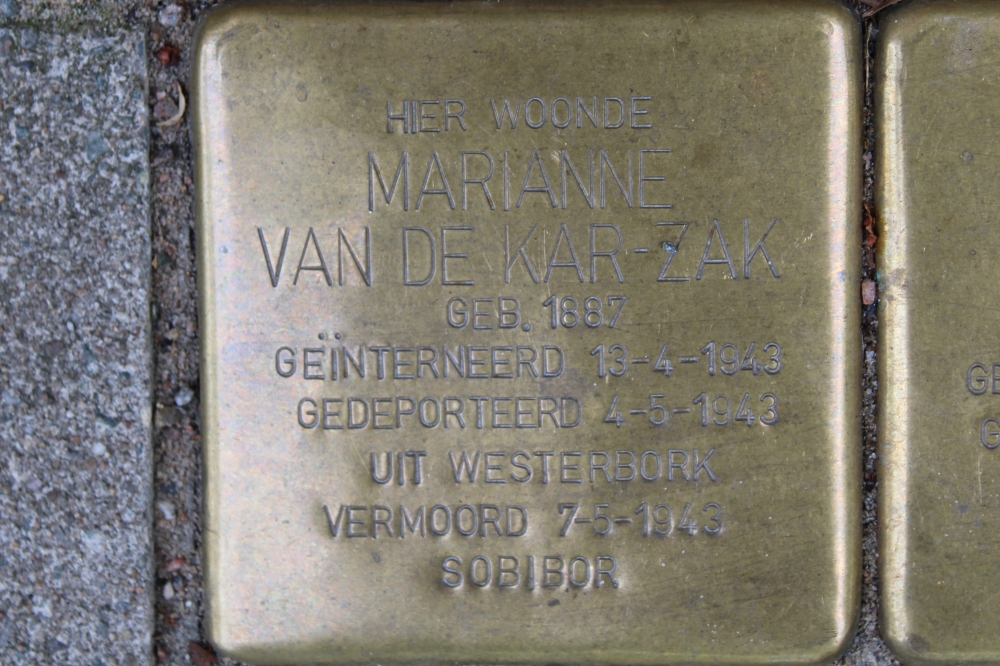 HIER WOONDE
MARIANNE
VAN DE KAR-ZAK
GEB. 1887
GEÏNTERNEERD 13-4-1943
GEDEPORTEERD 4-5-1943
UIT WESTERBORK
VERMOORD 7-5-1943
SOBIBOR